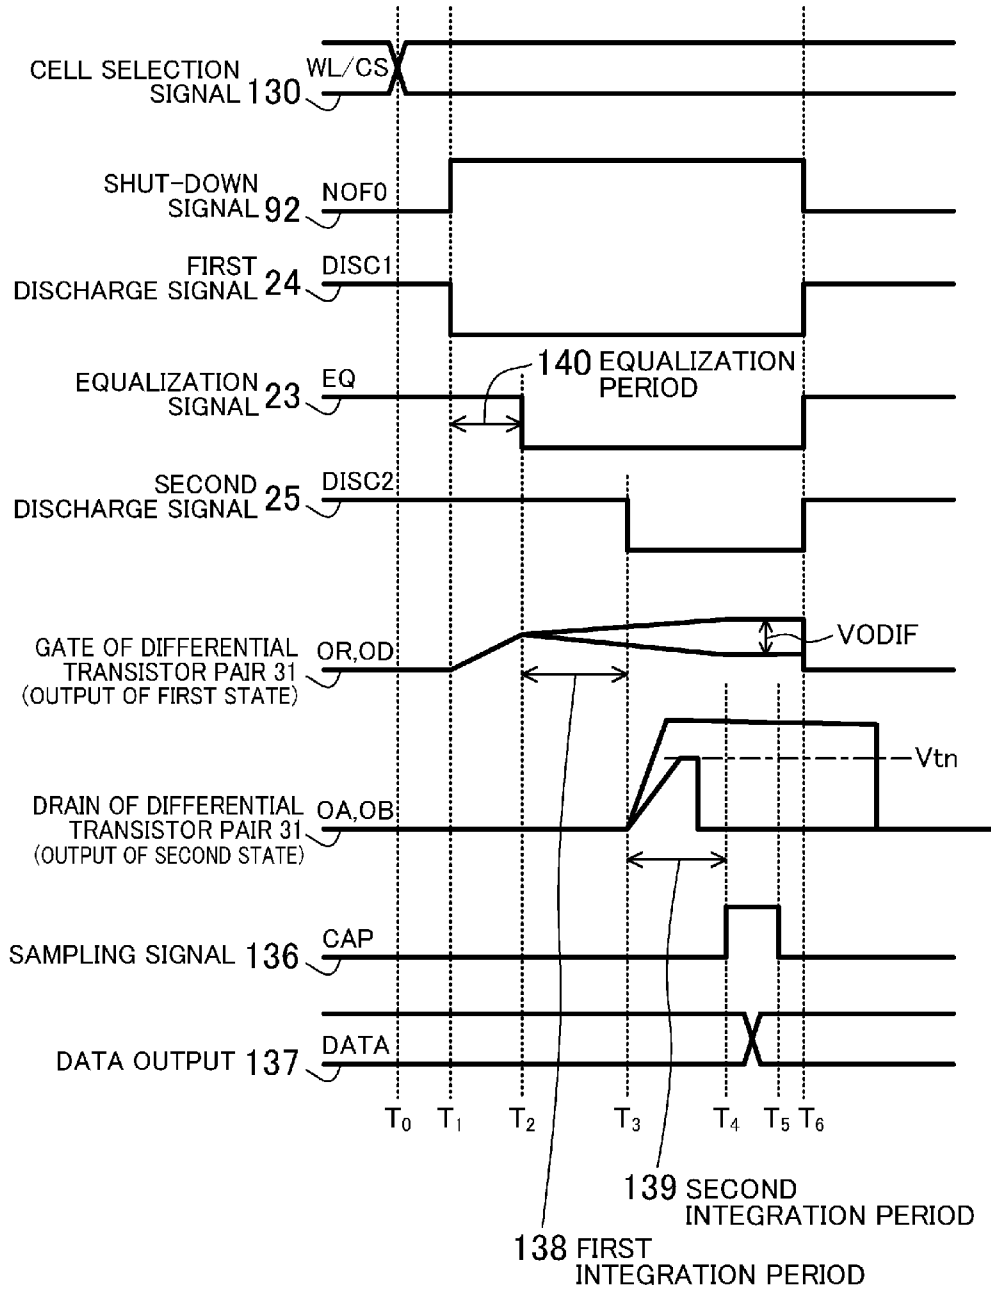 CELL SELECTION
SIGNAL 130
WL/CS
SHUT-DOWN
SIGNAL 92
NOF0
FIRST
DISCHARGE SIGNAL 24
DISC1
EQUALIZATION
SIGNAL 23
EQ
140 EQUALIZATION
PERIOD
SECOND
DISCHARGE SIGNAL 25
DISC2
GATE OF DIFFERENTIAL
TRANSISTOR PAIR 31
(OUTPUT OF FIRST STATE)
OR,OD
VODIF
DRAIN OF DIFFERENTIAL
TRANSISTOR PAIR 31
(OUTPUT OF SECOND STATE)
OA,OB
Vtn
SAMPLING SIGNAL 136
CAP
DATA OUTPUT 137
DATA
T0 T1 T2 T3 T4 T5 T6
139 SECOND
INTEGRATION PERIOD
138 FIRST
INTEGRATION PERIOD